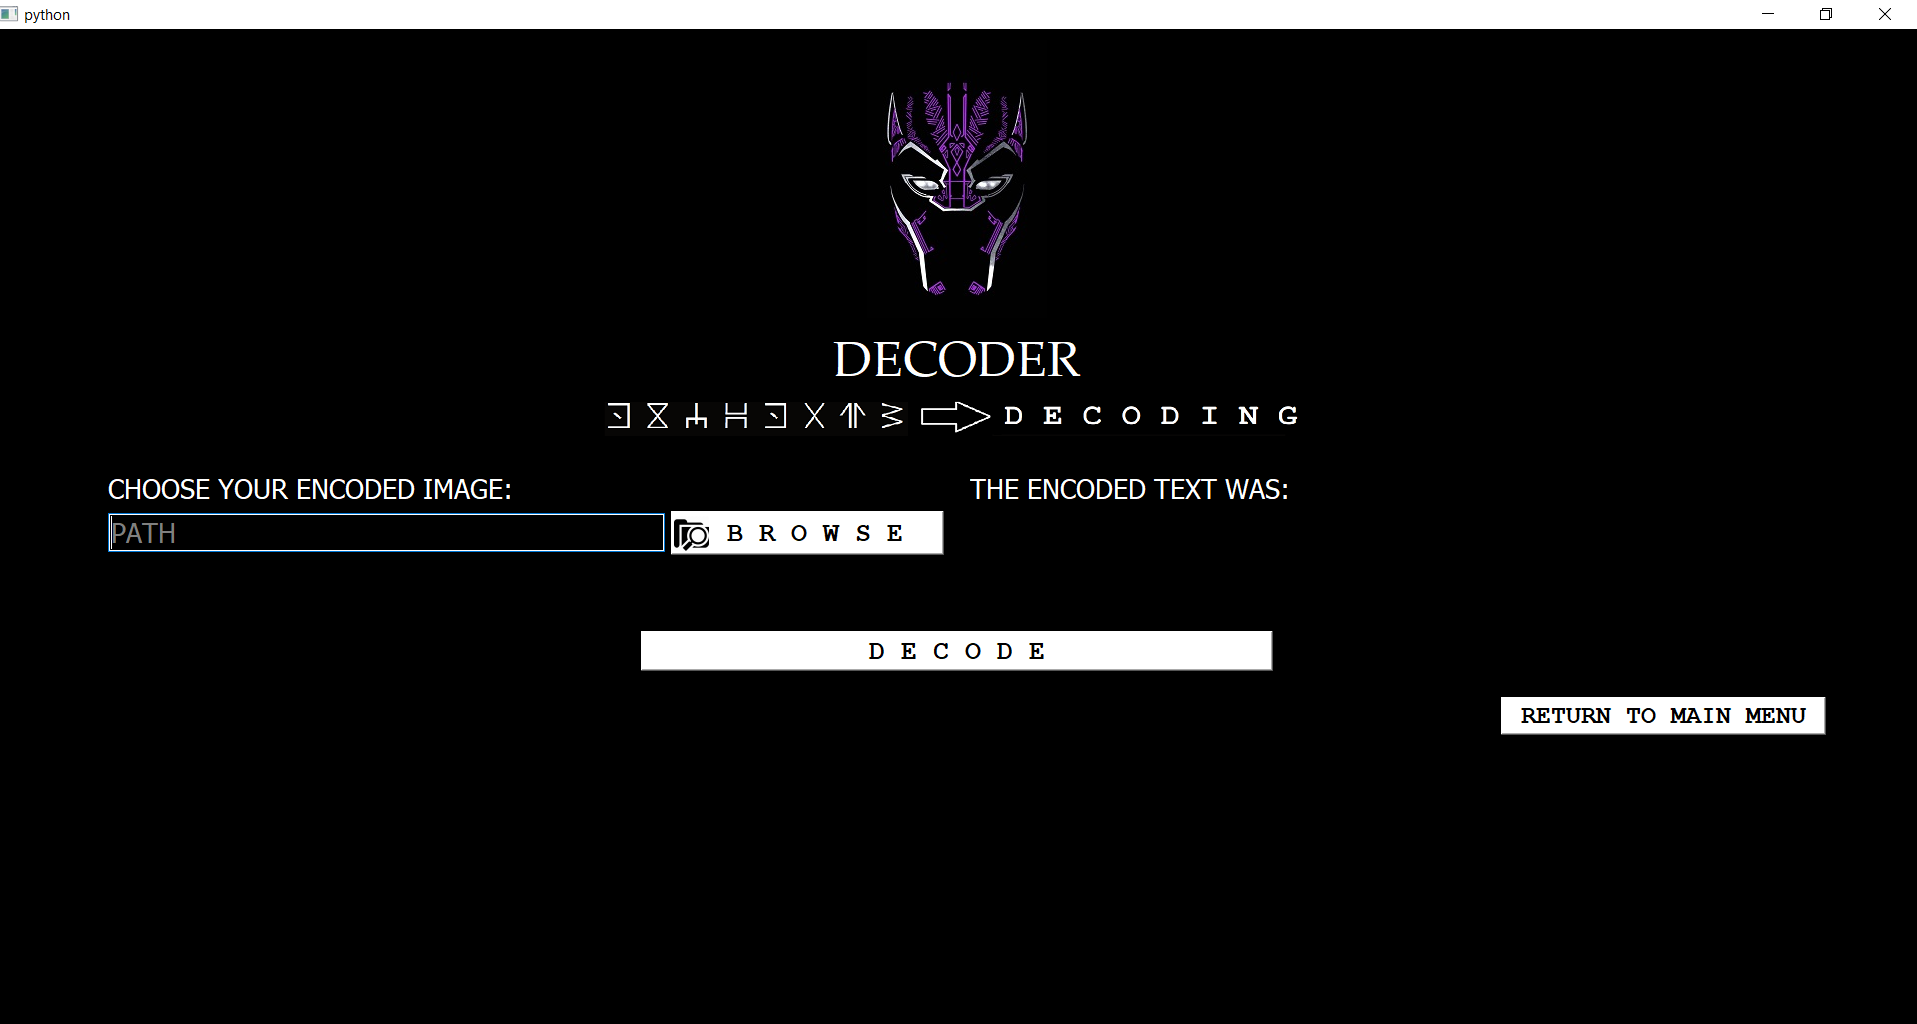 python
DECODER
D E C O D I N G
CHOOSE YOUR ENCODED IMAGE:
THE ENCODED TEXT WAS:
PATH
B R O W S E
D E C O D E
RETURN TO MAIN MENU